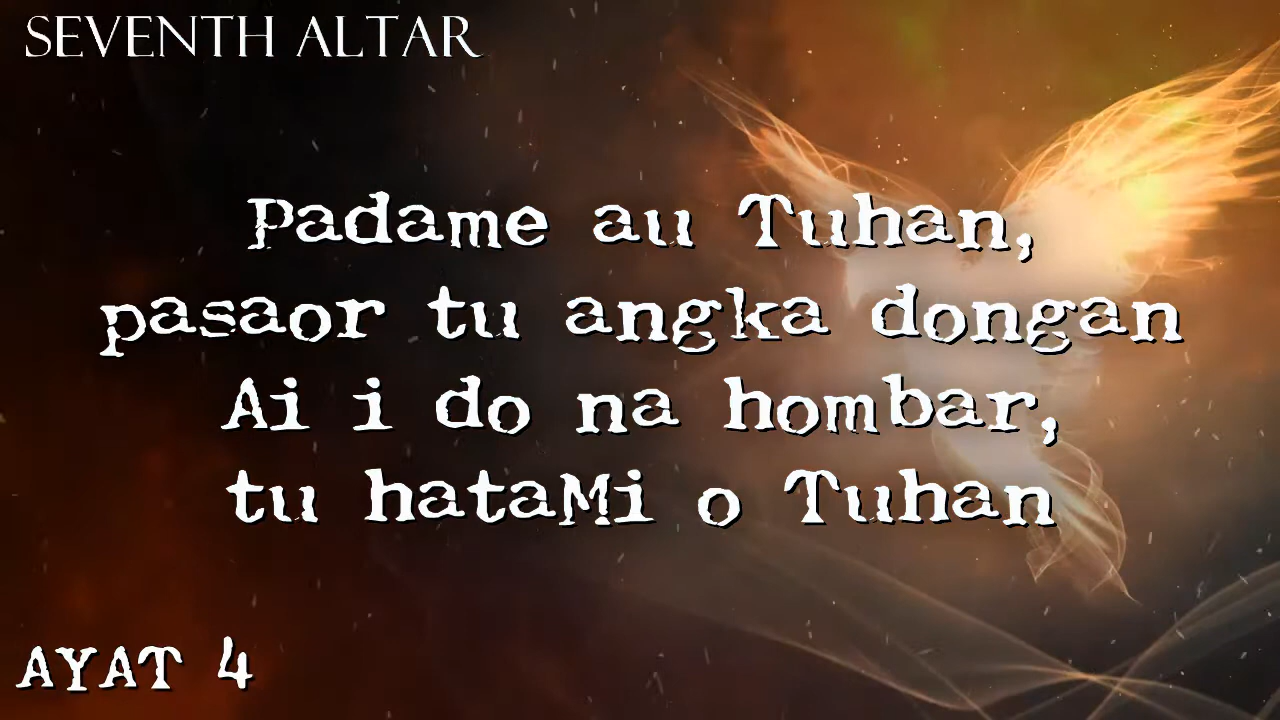 SEVENTH ALTAR
Padame au Tuhan,
pasaor tu angka dongan
Ai i do na hombar,
tu hataMi o Tuhan
AYAT 4